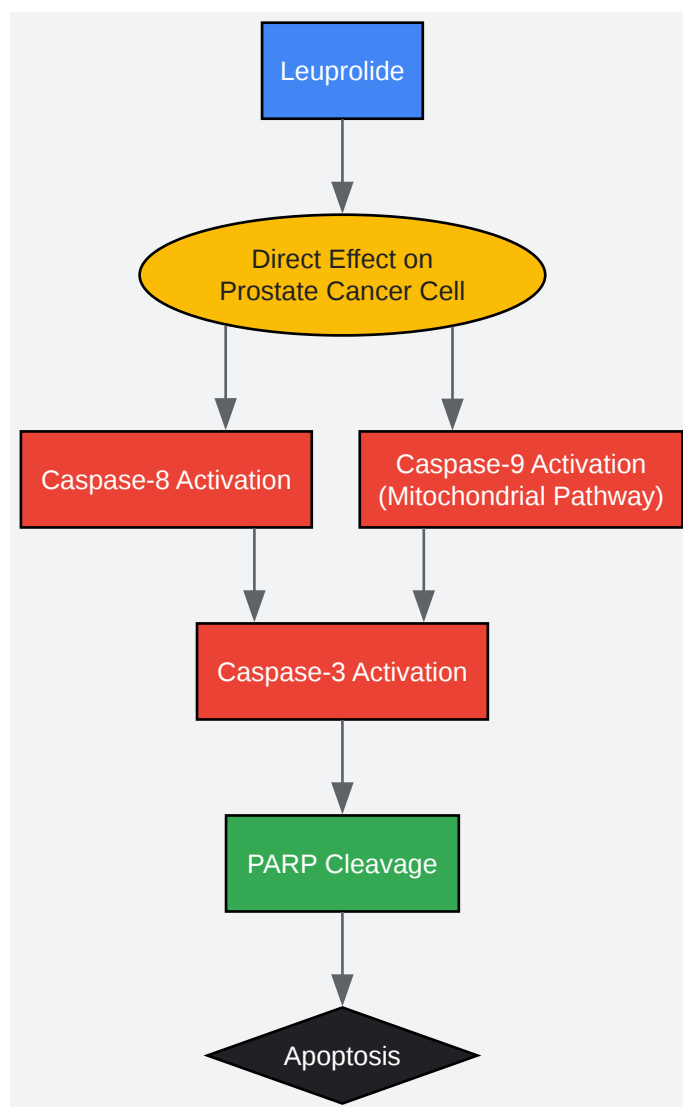 Leuprolide
Direct Effect on
Prostate Cancer Cell
Caspase-8 Activation
Caspase-9 Activation
(Mitochondrial Pathway)
Caspase-3 Activation
PARP Cleavage
Apoptosis